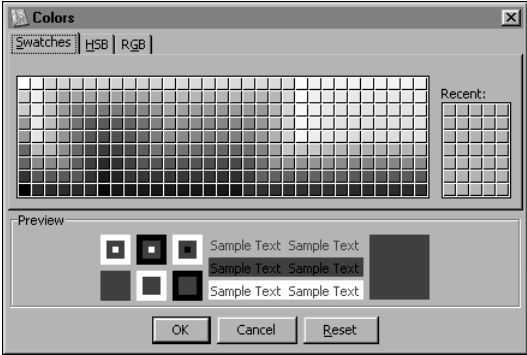 Colors
Swatches HSB RGB
Recent:
Preview
Sample Text Sample Text
Sample Text Sample Text
Sample Text Sample Text
OK Cancel Reset